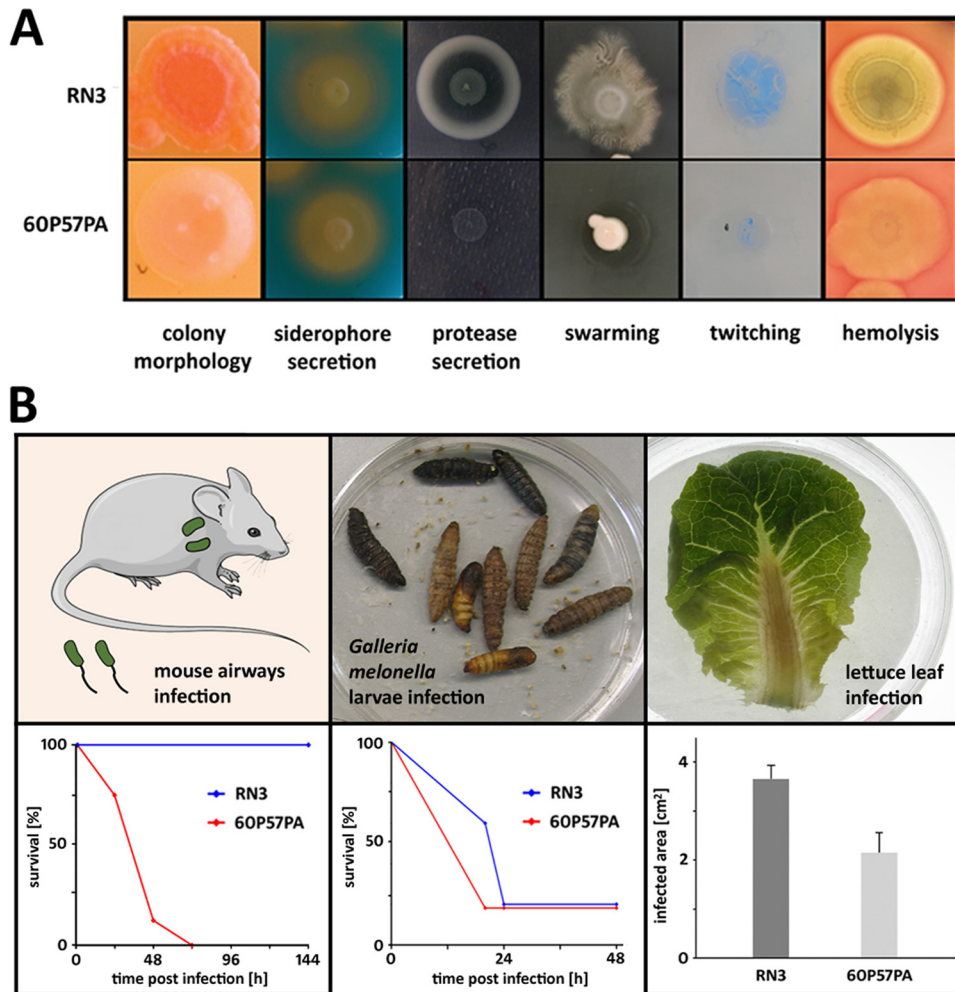 A
RN3
60P57PA
colony
morphology
siderophore
secretion
protease
secretion
swarming
twitching
hemolysis
B
mouse airways
infection
Galleria
melonella
larvae infection
lettuce leaf
infection
survival [%]
100
50
0
0
48
96
144
time post infection [h]
RN3
60P57PA
survival [%]
100
50
0
0
24
48
time post infection [h]
RN3
60P57PA
infected area [cm²]
4
2
0
RN3
60P57PA